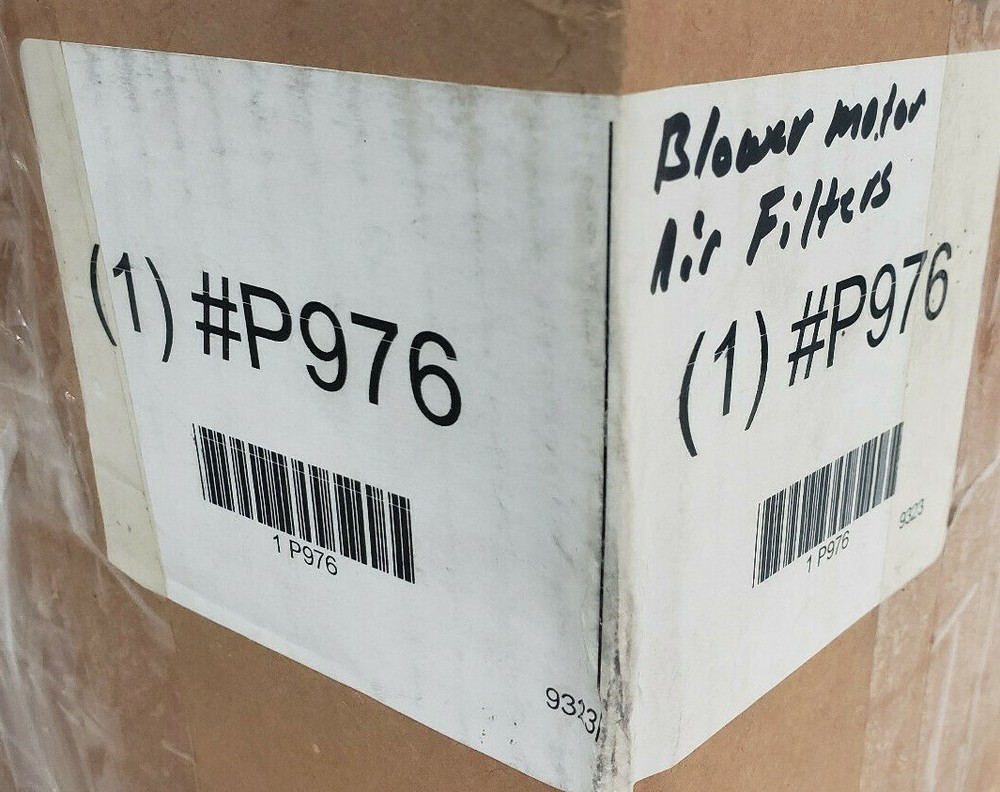 (1) #P976
1 P976
9323
Blower motor
Air Filters
(1) #P976
1 P976
9323